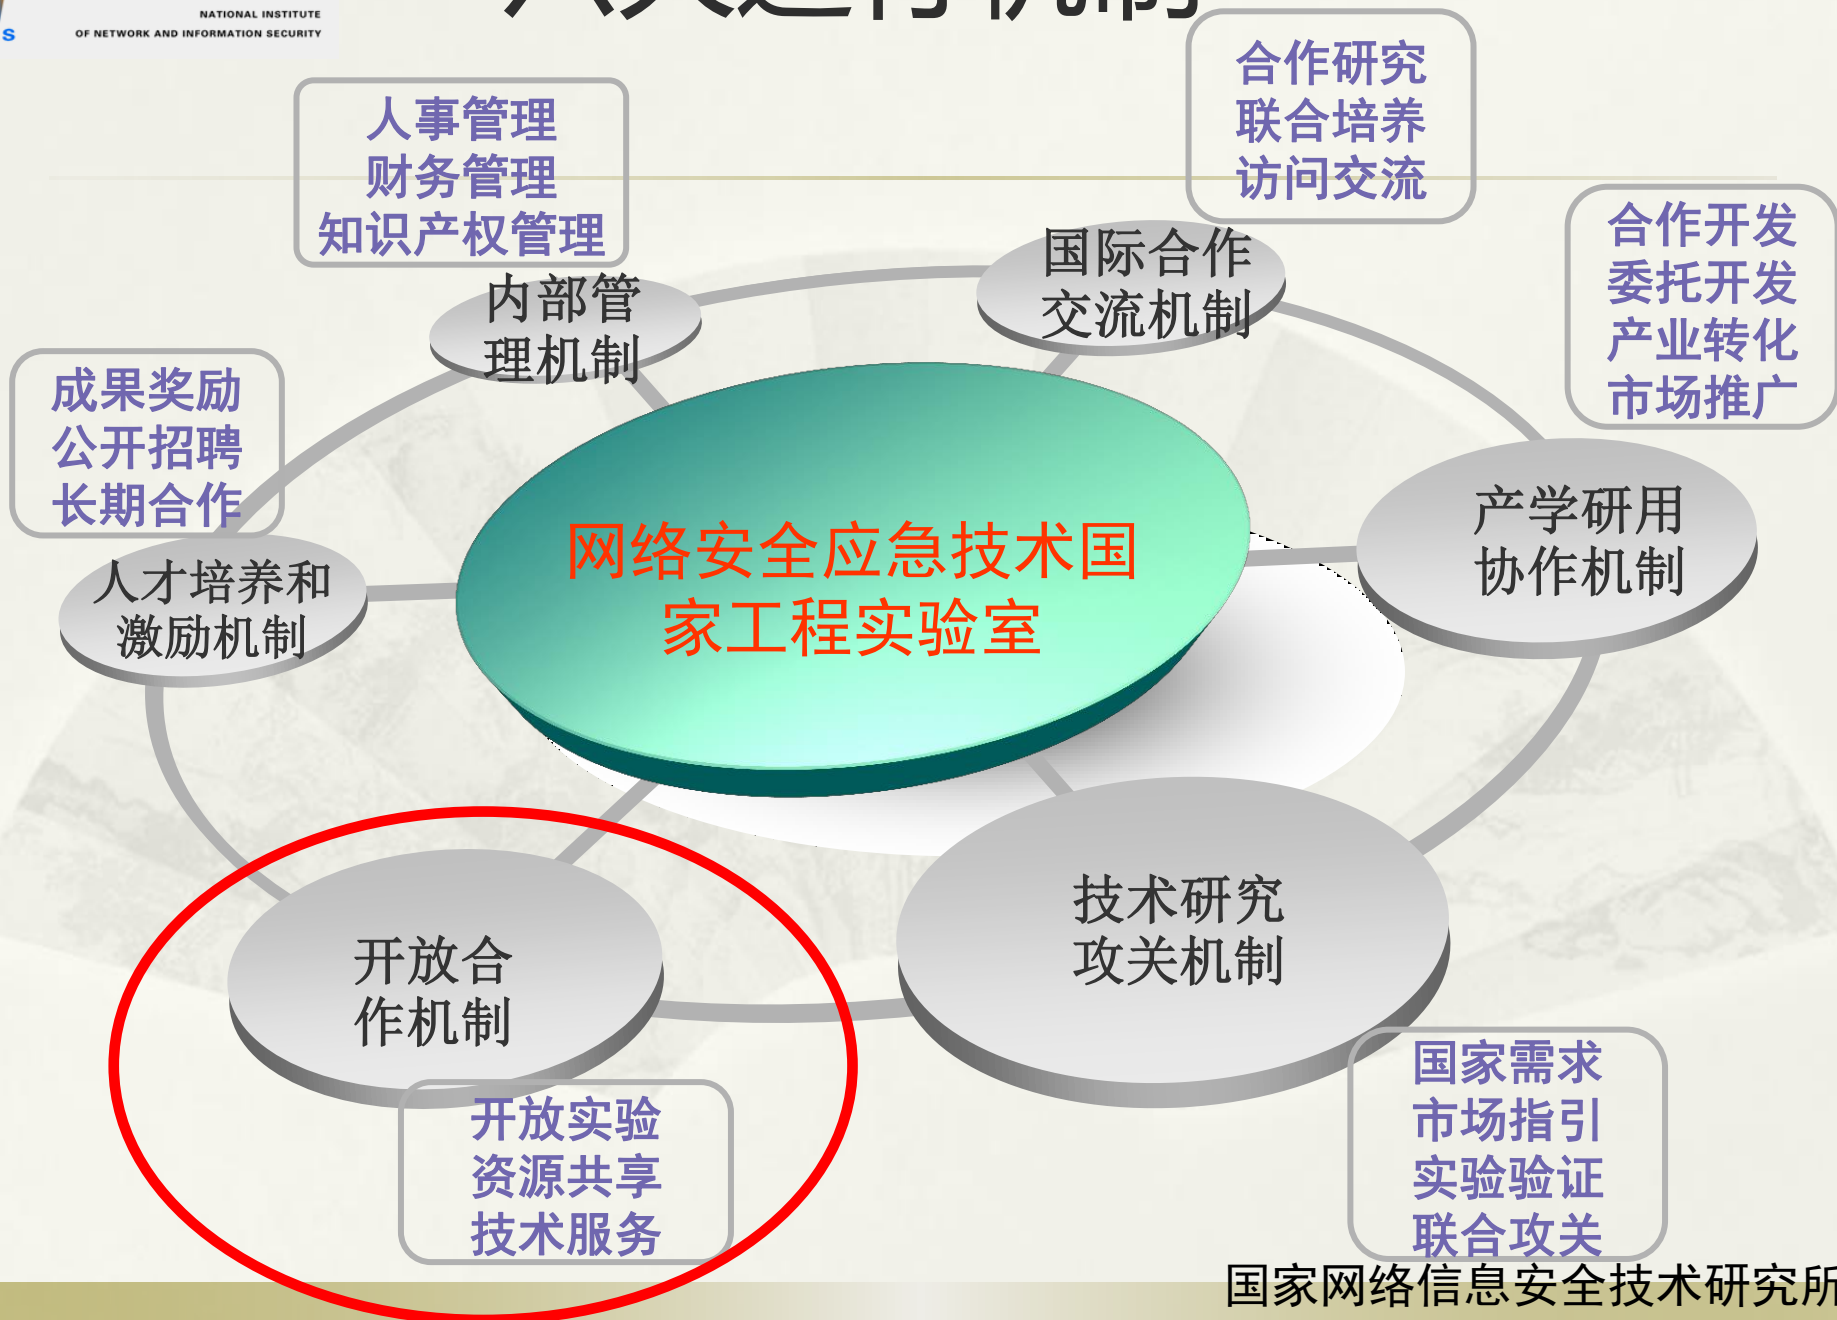 NATIONAL INSTITUTE
OF NETWORK AND INFORMATION SECURITY
六大运行机制
人事管理
财务管理
知识产权管理
合作研究
联合培养
访问交流
合作开发
委托开发
产业转化
市场推广
成果奖励
公开招聘
长期合作
内部管
理机制
国际合作
交流机制
产学研用
协作机制
人才培养和
激励机制
网络安全应急技术国
家工程实验室
技术研究
攻关机制
开放合
作机制
开放实验
资源共享
技术服务
国家需求
市场指引
实验验证
联合攻关
国家网络信息安全技术研究所